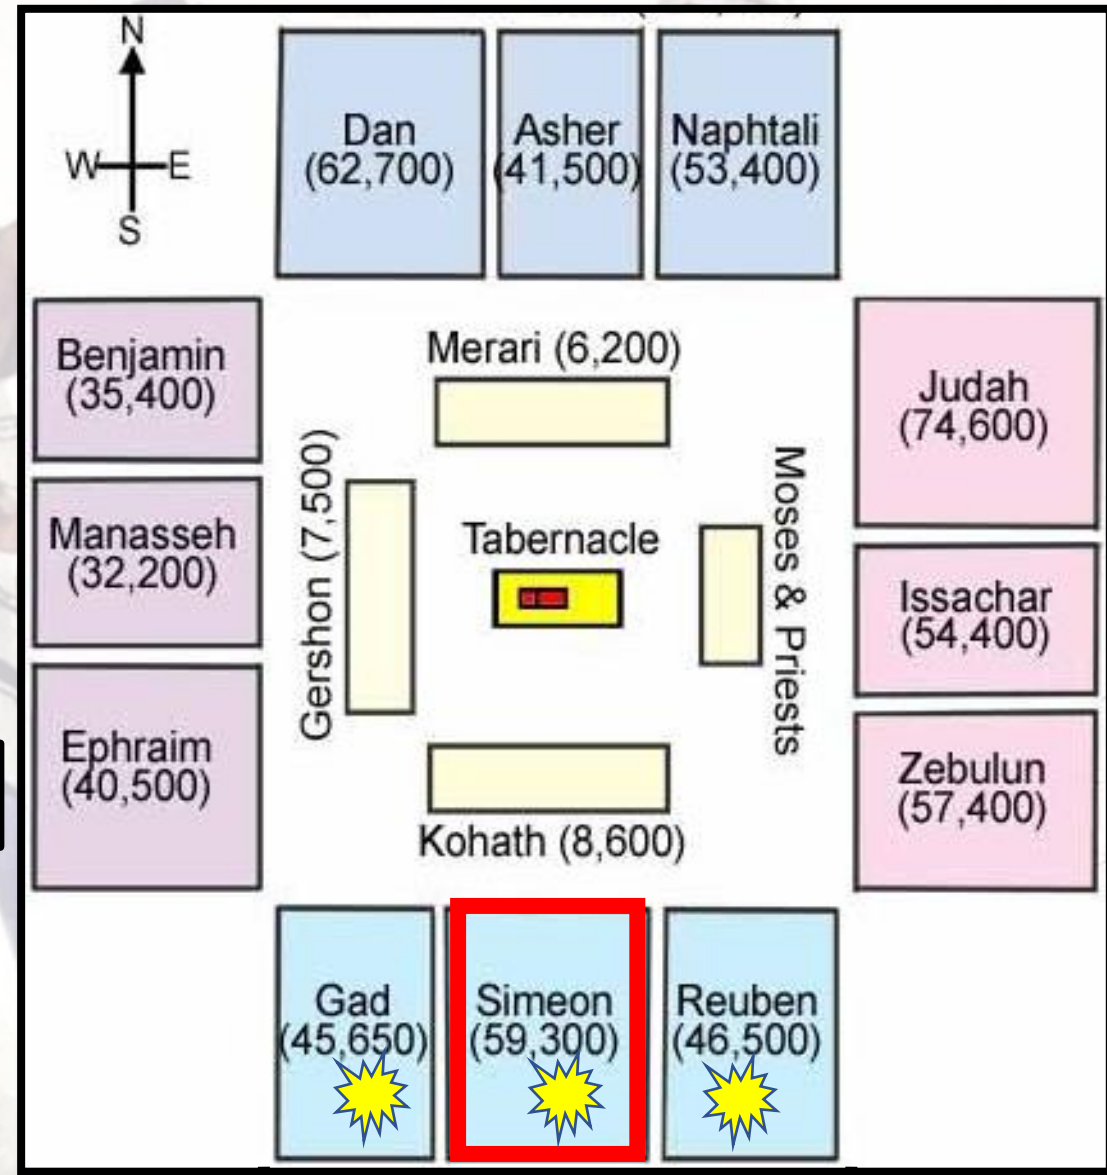 N
W
E
S
Dan
(62,700)
Asher
(41,500)
Naphtali
(53,400)
Benjamin
(35,400)
Manasseh
(32,200)
Ephraim
(40,500)
Merari (6,200)
Gershon (7,500)
Tabernacle
Moses & Priests
Kohath (8,600)
Judah
(74,600)
Issachar
(54,400)
Zebulun
(57,400)
Gad
(45,650)
Simeon
(59,300)
Reuben
(46,500)